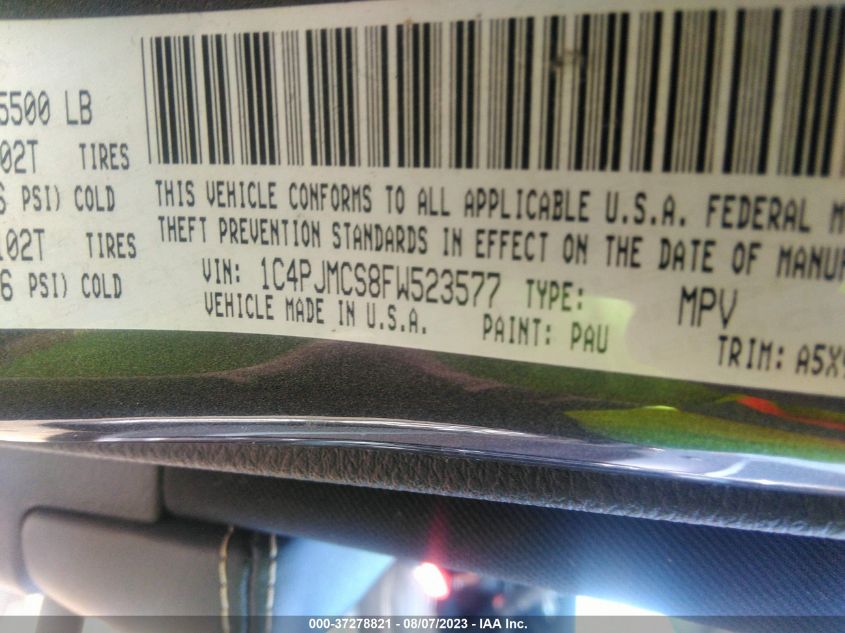 5500 LB
02T TIRES
PSI) COLD
102T TIRES
6 PSI) COLD
THIS VEHICLE CONFORMS TO ALL APPLICABLE U.S.A. FEDERAL M
THEFT PREVENTION STANDARDS IN EFFECT ON THE DATE OF MANU
VIN: 1C4PJMCS8FW523577 TYPE: MPV
VEHICLE MADE IN U.S.A. PAINT: PAU TRIM: A5X
000-37278821 - 08/07/2023 - IAA Inc.